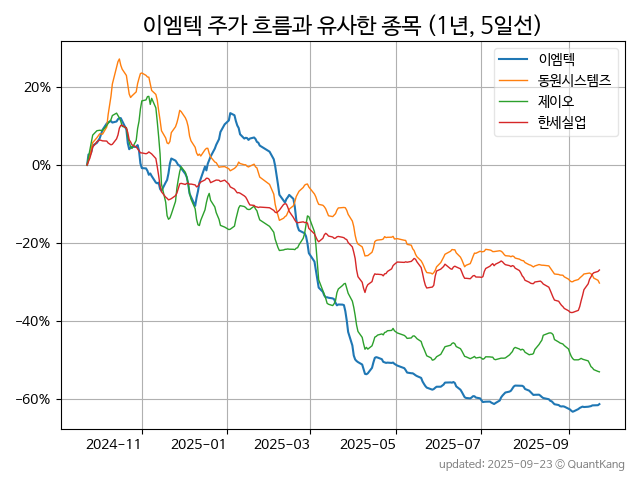 이엠텍 주가 흐름과 유사한 종목 (1년, 5일선)
이엠텍
동원시스템즈
제이오
한세실업
20%
0%
−20%
−40%
−60%
2024-11
2025-01
2025-03
2025-05
2025-07
2025-09
updated: 2025-09-23 © QuantKang